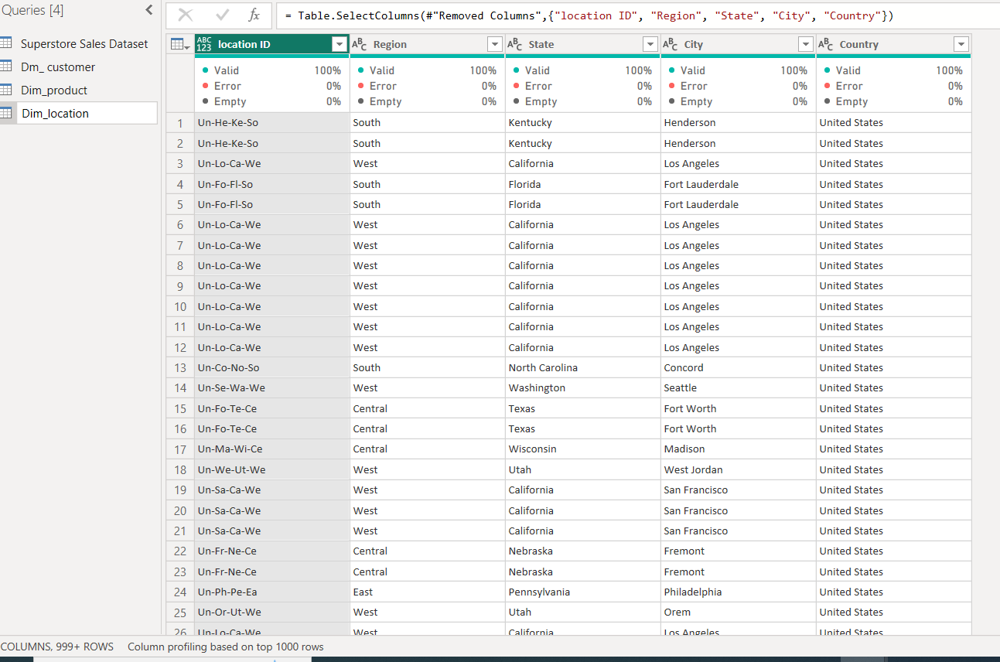 Queries [4]
Superstore Sales Dataset
Dm_ customer
Dim_product
Dim_location
fx
= Table.SelectColumns(#"Removed Columns",{"location ID", "Region", "State", "City", "Country"})
ABC 123 location ID ABC Region ABC State ABC City ABC Country
Valid 100% Valid 100% Valid 100% Valid 100% Valid 100%
Error 0% Error 0% Error 0% Error 0% Error 0%
Empty 0% Empty 0% Empty 0% Empty 0% Empty 0%
1 Un-He-Ke-So South Kentucky Henderson United States
2 Un-He-Ke-So South Kentucky Henderson United States
3 Un-Lo-Ca-We West California Los Angeles United States
4 Un-Fo-Fl-So South Florida Fort Lauderdale United States
5 Un-Fo-Fl-So South Florida Fort Lauderdale United States
6 Un-Lo-Ca-We West California Los Angeles United States
7 Un-Lo-Ca-We West California Los Angeles United States
8 Un-Lo-Ca-We West California Los Angeles United States
9 Un-Lo-Ca-We West California Los Angeles United States
10 Un-Lo-Ca-We West California Los Angeles United States
11 Un-Lo-Ca-We West California Los Angeles United States
12 Un-Lo-Ca-We West California Los Angeles United States
13 Un-Co-No-So South North Carolina Concord United States
14 Un-Se-Wa-We West Washington Seattle United States
15 Un-Fo-Te-Ce Central Texas Fort Worth United States
16 Un-Fo-Te-Ce Central Texas Fort Worth United States
17 Un-Ma-Wi-Ce Central Wisconsin Madison United States
18 Un-We-Ut-We West Utah West Jordan United States
19 Un-Sa-Ca-We West California San Francisco United States
20 Un-Sa-Ca-We West California San Francisco United States
21 Un-Sa-Ca-We West California San Francisco United States
22 Un-Fr-Ne-Ce Central Nebraska Fremont United States
23 Un-Fr-Ne-Ce Central Nebraska Fremont United States
24 Un-Ph-Pe-Ea East Pennsylvania Philadelphia United States
25 Un-Or-Ut-We West Utah Orem United States
26 Un-Lo-Ca-We West California Los Angeles United States
COLUMNS, 999+ ROWS Column profiling based on top 1000 rows